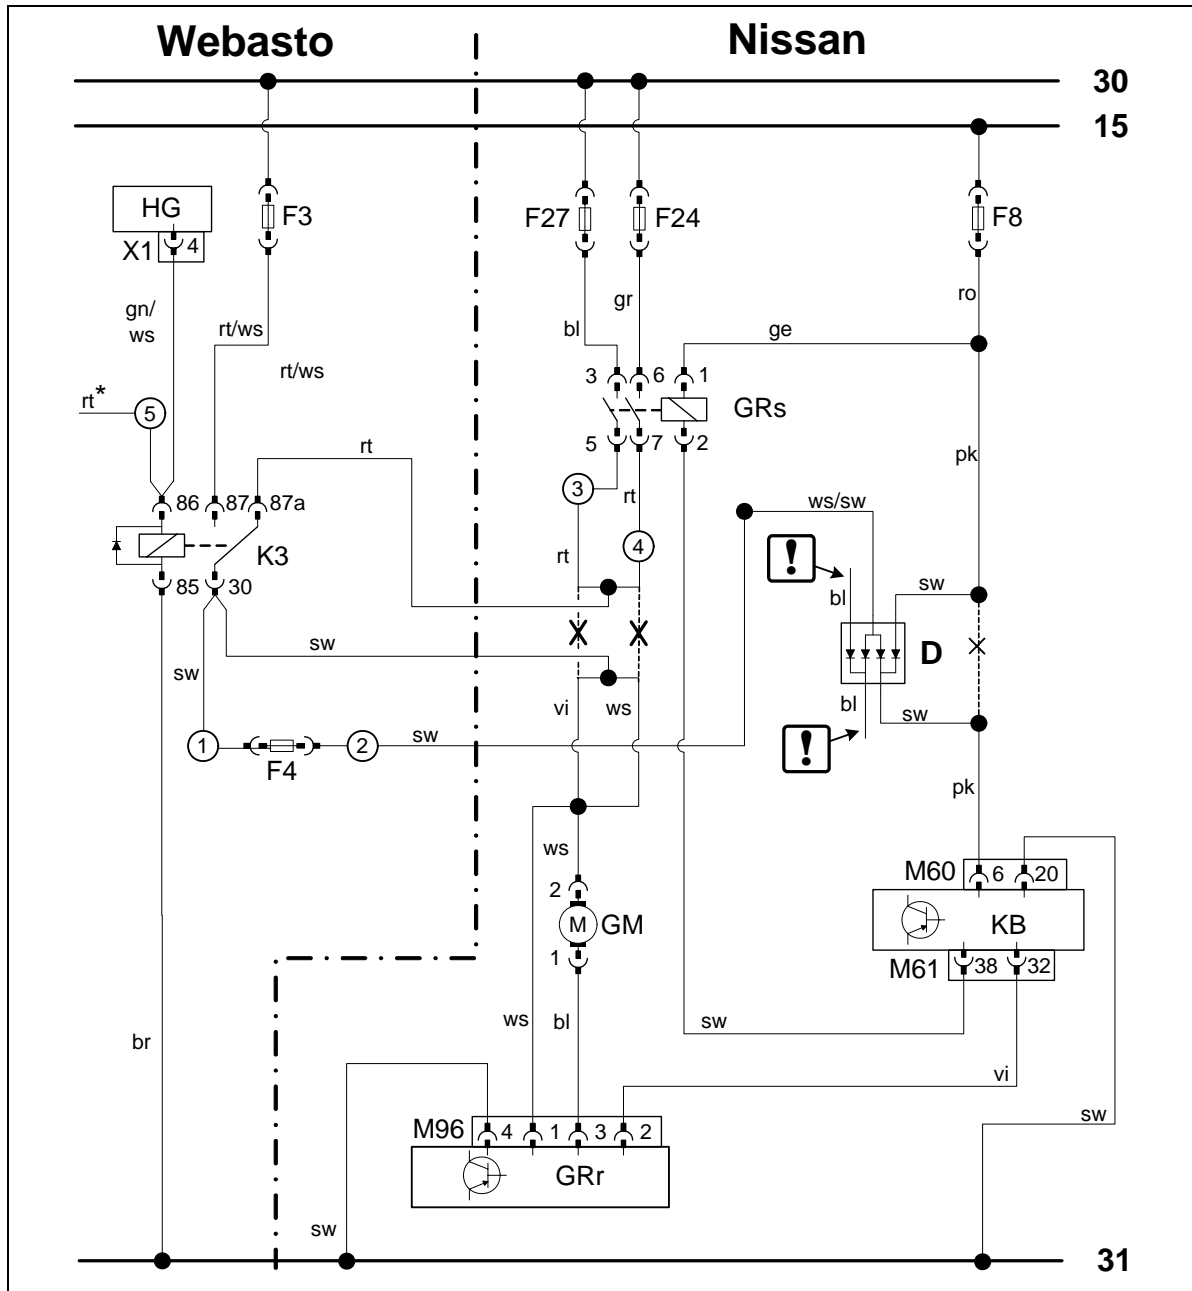 Webasto Nissan
30
15
HG
F3
F27
F24
F8
X1 4
gn/
ws
rt/ws
bl
gr
ro
ge
rt/ws
3 6 1
GRs
rt*
5
rt
5 7 2
pk
3
rt
ws/sw
86 87 87a
4
!
K3
rt
85 30
bl
sw
D
sw
sw
vi
ws
bl
sw
1
F4
2
sw
!
pk
ws
M60 6 20
2
M GM
KB
1
M61 38 32
ws
bl
sw
br
vi
sw
M96 4 1 3 2
GRr
sw
31